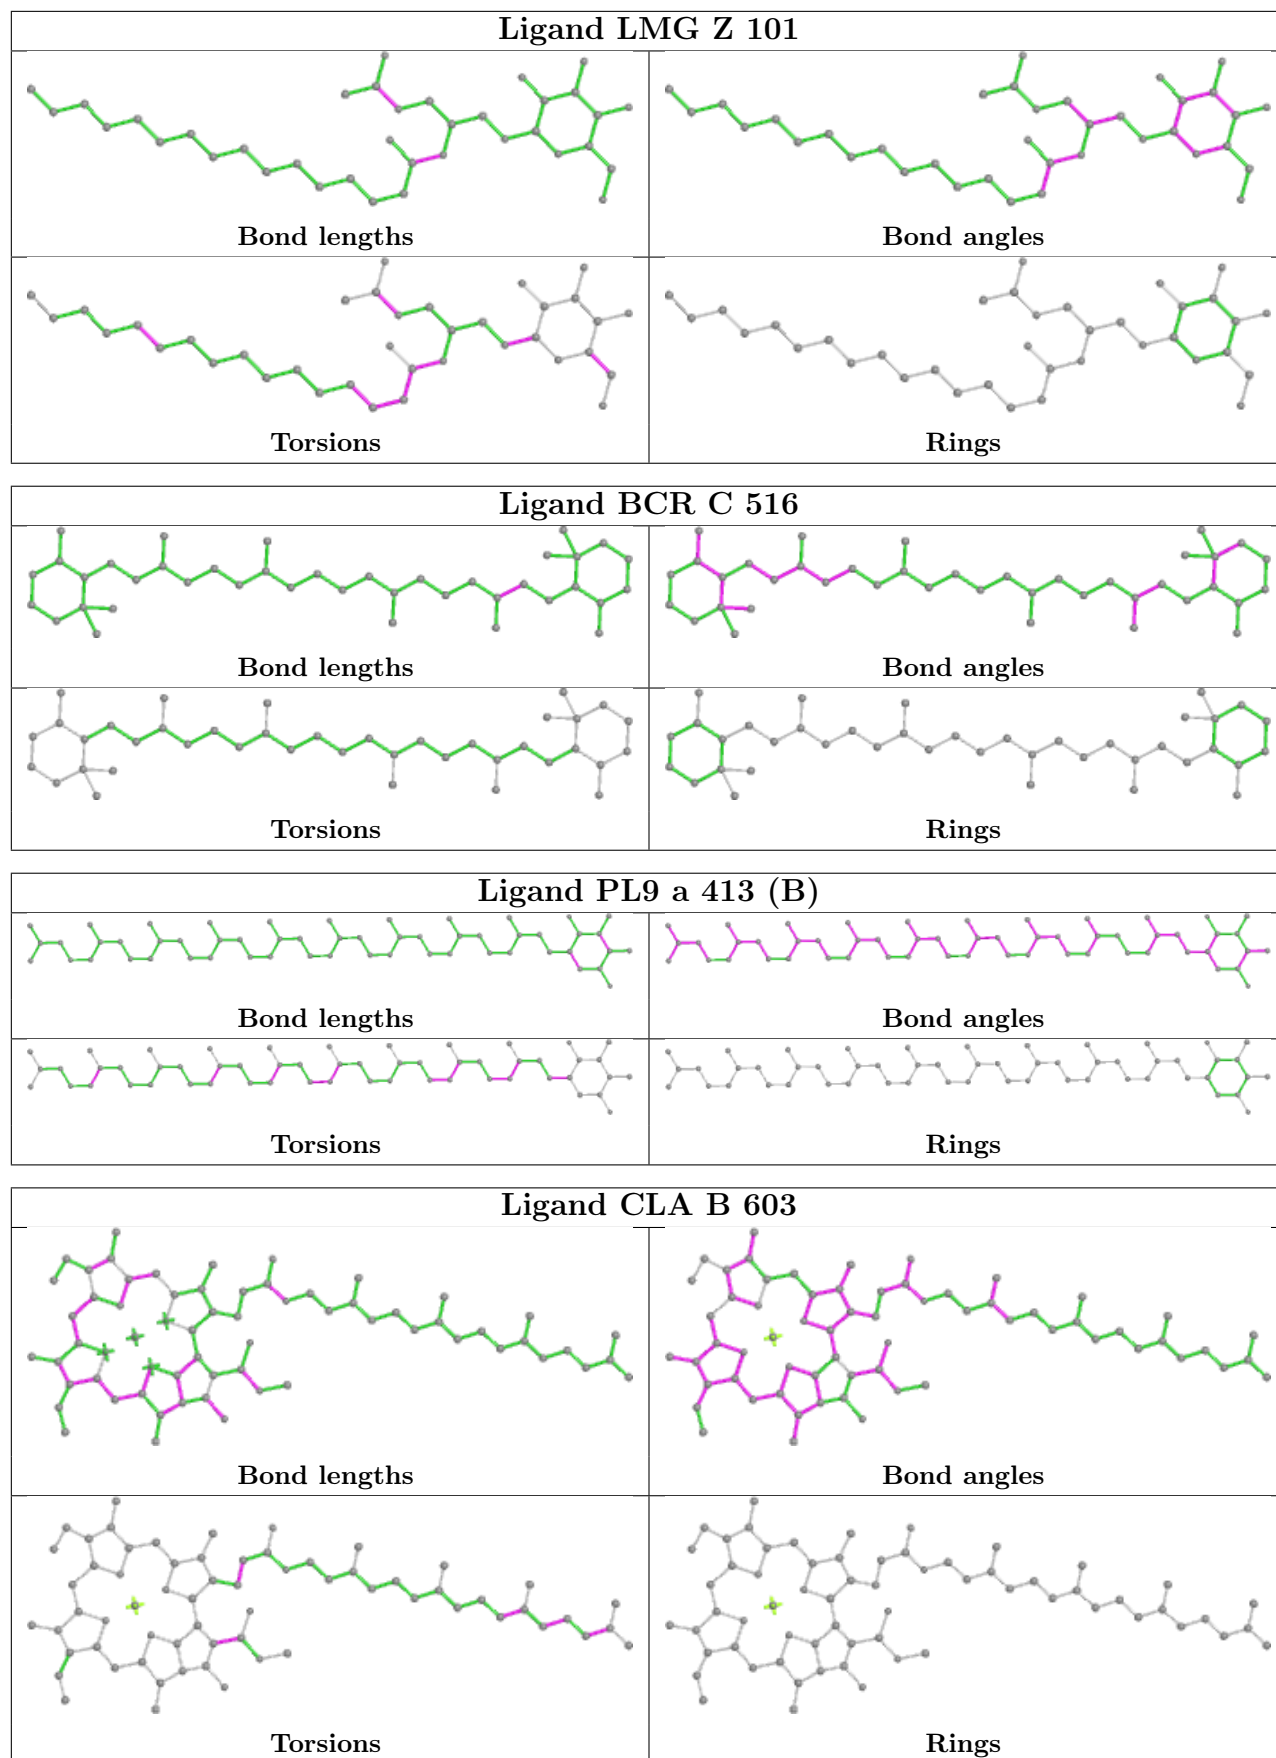 Ligand LMG Z 101
Bond lengths
Bond angles
Torsions
Rings
Ligand BCR C 516
Bond lengths
Bond angles
Torsions
Rings
Ligand PL9 a 413 (B)
Bond lengths
Bond angles
Torsions
Rings
Ligand CLA B 603
Bond lengths
Bond angles
Torsions
Rings